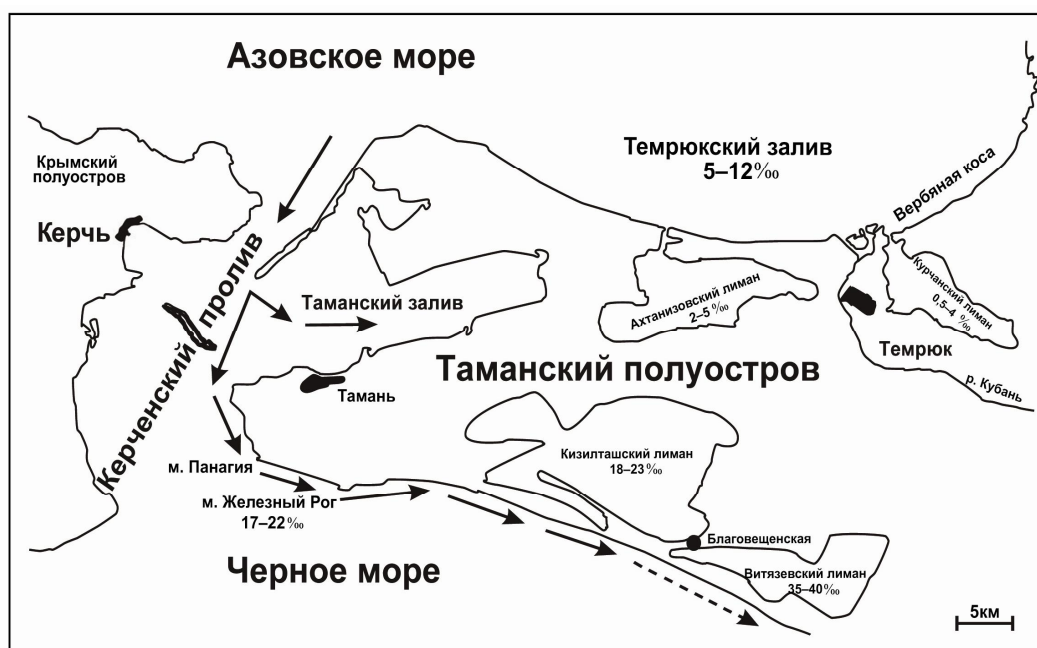 Азовское море
Крымский
полуостров
Керчь
Керченский пролив
Темрюкский залив
5–12‰
Вербяная коса
Таманский залив
Ахтанизовский лиман
2–5 ‰
Курчанский лиман
0,5–4 ‰
Темрюк
р. Кубань
Таманский полуостров
Тамань
м. Панагия
м. Железный Рог
17–22‰
Кизилташский лиман
18–23‰
Благовещенская
Витязевский лиман
35–40‰
Черное море
5км